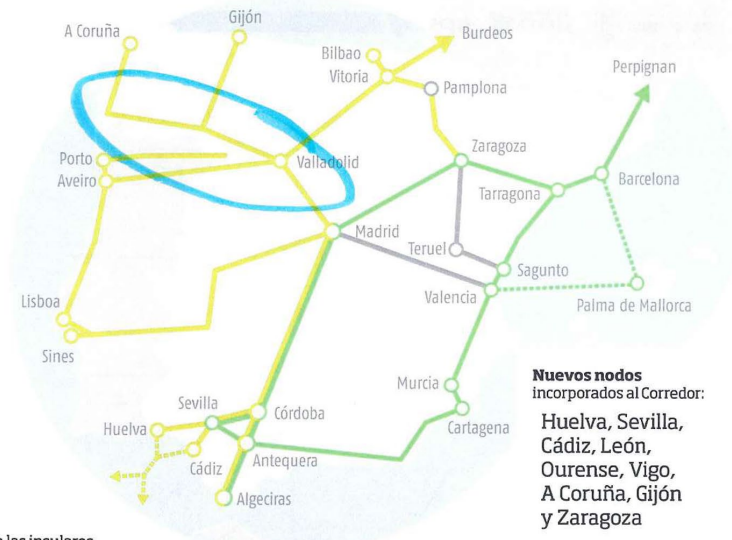 Gijón
A Coruña
Bilbao
Burdeos
Vitoria
Pamplona
Perpignan
Porto
Aveiro
Valladolid
Zaragoza
Tarragona
Barcelona
Madrid
Teruel
Sagunto
Valencia
Palma de Mallorca
Lisboa
Sines
Murcia
Cartagena
Sevilla
Córdoba
Huelva
Cádiz
Antequera
Algeciras
Nuevos nodos
incorporados al Corredor:
Huelva, Sevilla,
Cádiz, León,
Ourense, Vigo,
A Coruña, Gijón
y Zaragoza